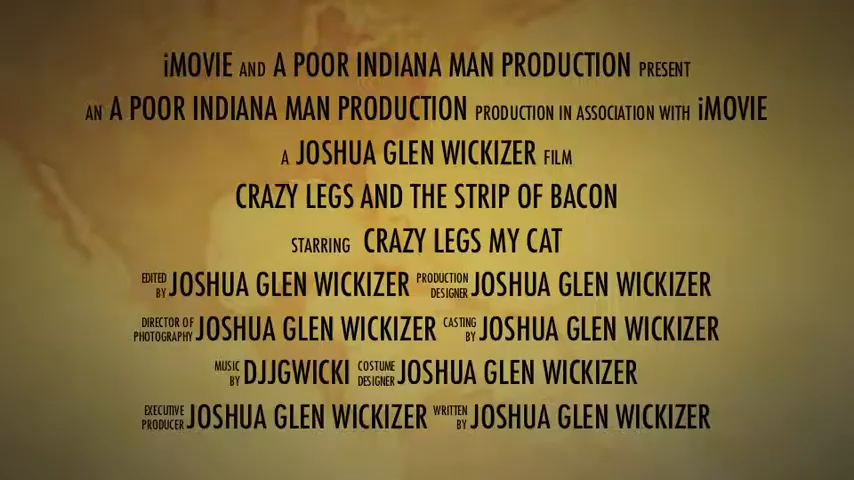 iMOVIE AND A POOR INDIANA MAN PRODUCTION PRESENT
AN A POOR INDIANA MAN PRODUCTION PRODUCTION IN ASSOCIATION WITH iMOVIE
A JOSHUA GLEN WICKIZER FILM
CRAZY LEGS AND THE STRIP OF BACON
STARRING CRAZY LEGS MY CAT
EDITED BY JOSHUA GLEN WICKIZER PRODUCTION DESIGNER JOSHUA GLEN WICKIZER
DIRECTOR OF PHOTOGRAPHY JOSHUA GLEN WICKIZER CASTING BY JOSHUA GLEN WICKIZER
MUSIC BY DJJGWICKI COSTUME DESIGNER JOSHUA GLEN WICKIZER
EXECUTIVE PRODUCER JOSHUA GLEN WICKIZER WRITTEN BY JOSHUA GLEN WICKIZER